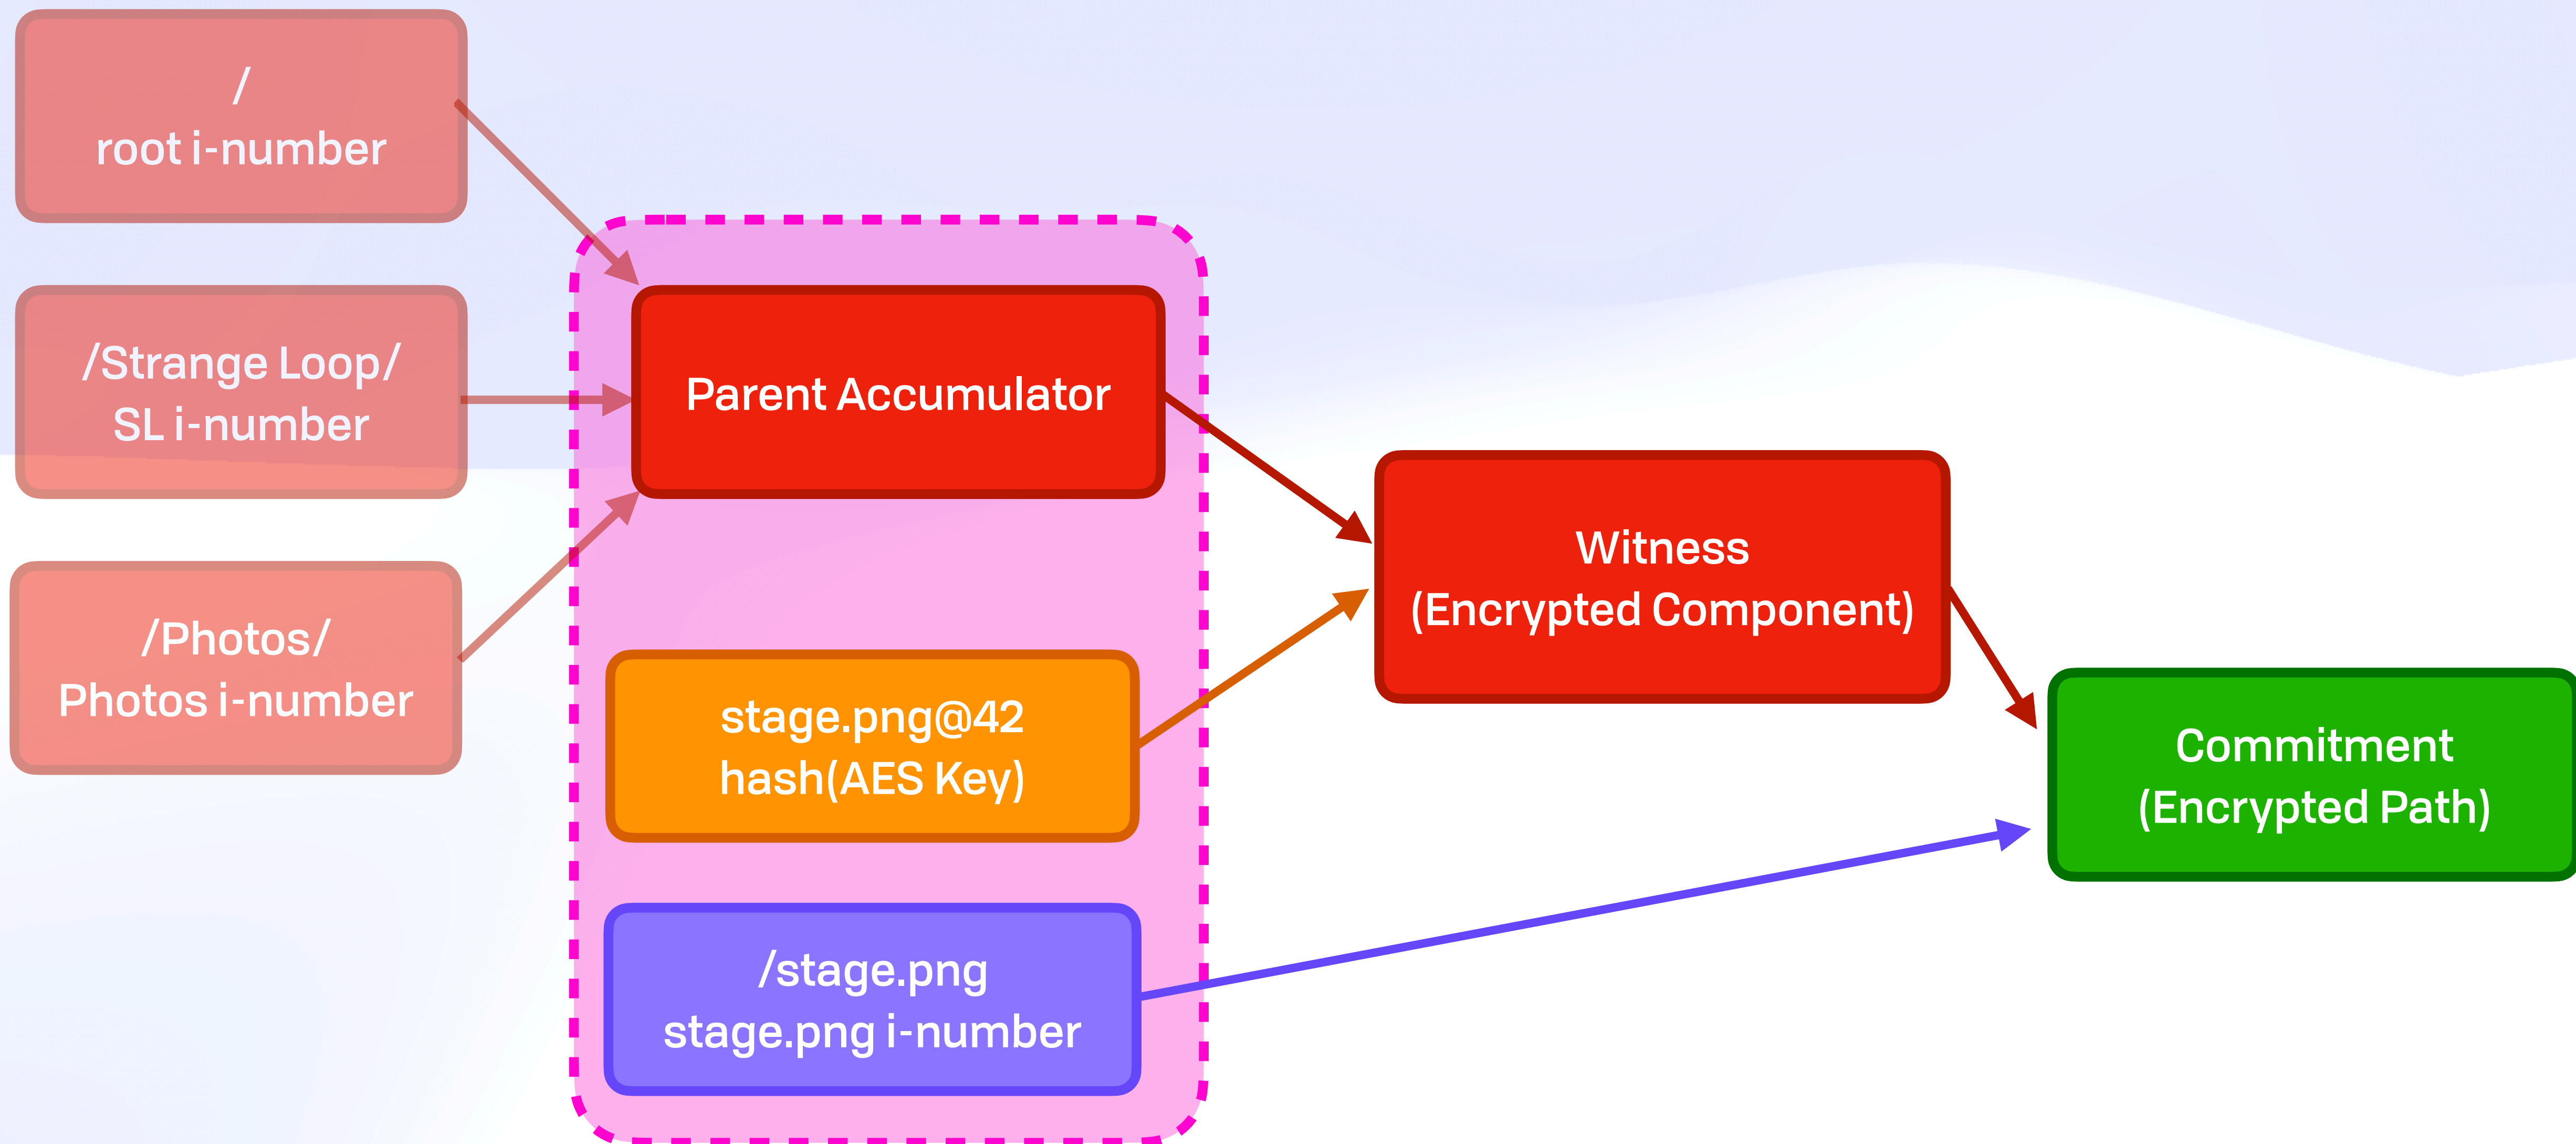 /
root i-number
/Strange Loop/
SL i-number
/Photos/
Photos i-number
Parent Accumulator
stage.png@42
hash(AES Key)
/stage.png
stage.png i-number
Witness
(Encrypted Component)
Commitment
(Encrypted Path)